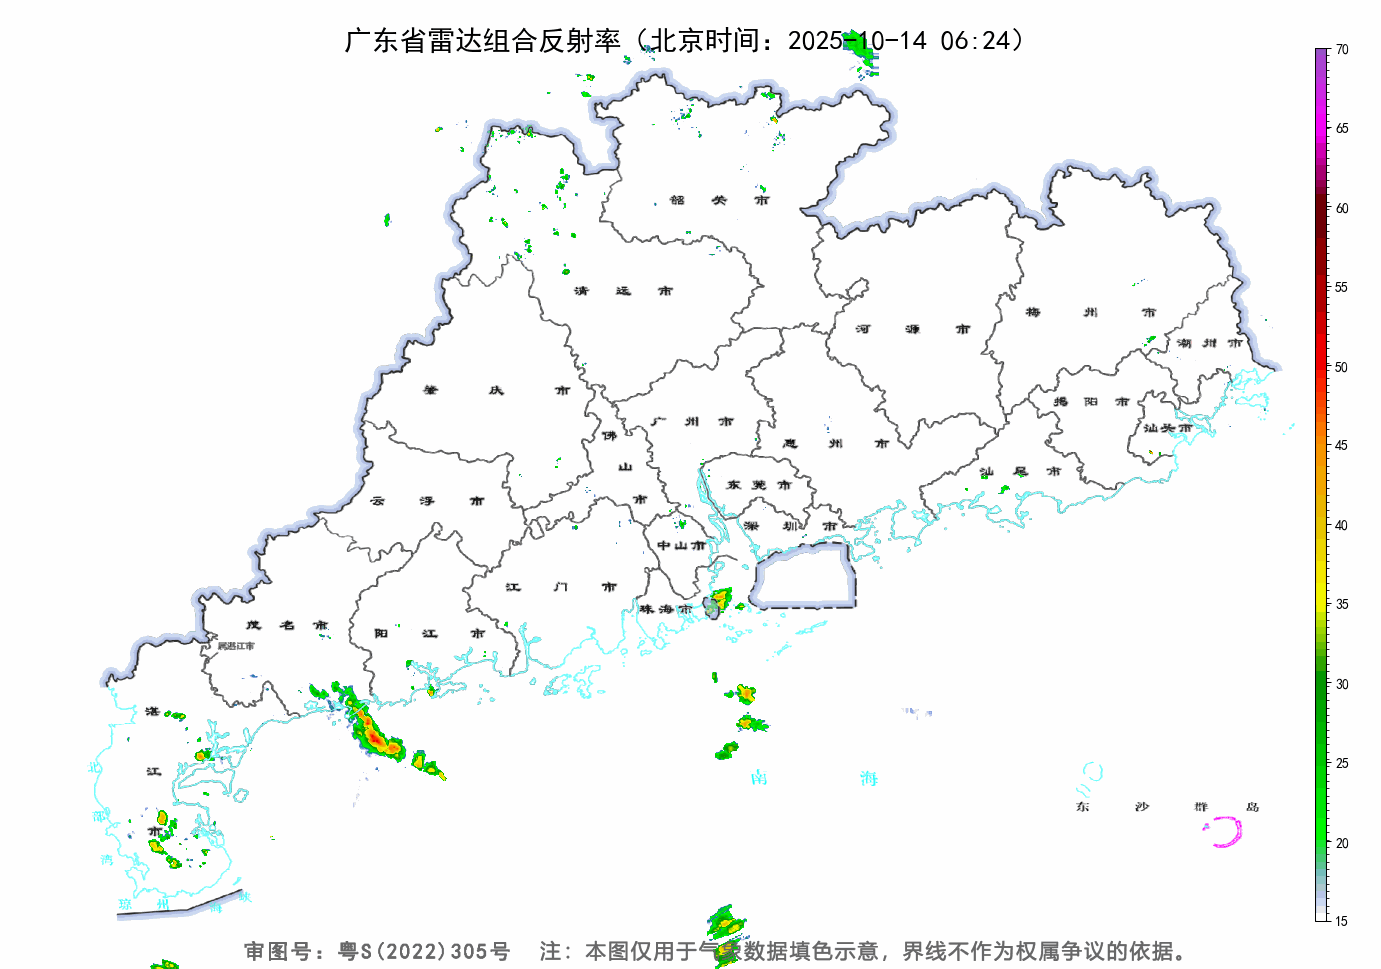 广东省雷达组合反射率（北京时间：2025-10-14 06:24）
70
65
60
55
50
45
40
35
30
25
20
15
韶关市
清远市
河源市
梅州市
潮州市
肇庆市
广州市
揭阳市
汕头市
佛山市
惠州市
汕尾市
云浮市
东莞市
深圳市
中山市
江门市
珠海市
茂名市
属湛江市
阳江市
湛江市
北部湾
南海
东沙群岛
琼州海峡
审图号：粤S(2022)305号 注：本图仅用于气象数据填色示意，界线不作为权属争议的依据。